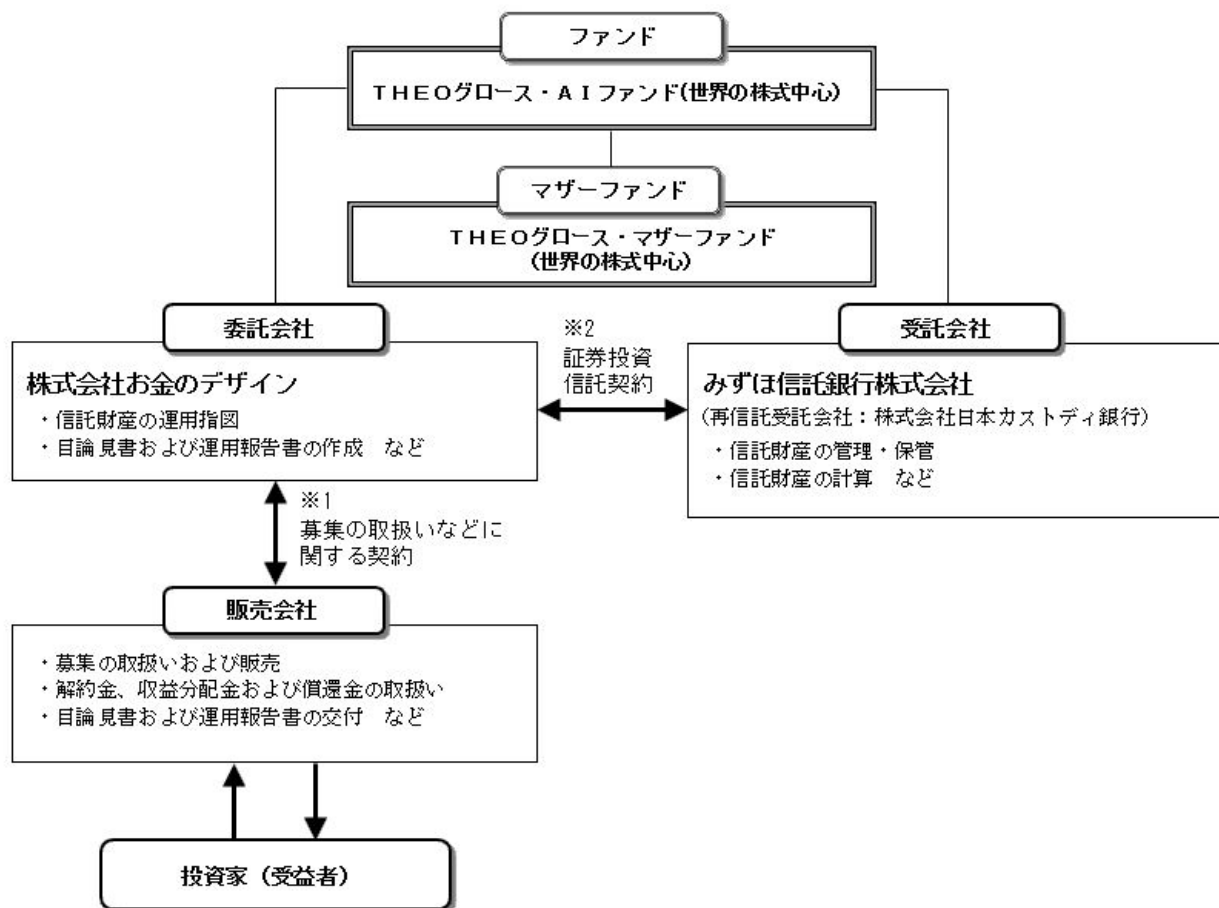 ファンド
THEOグロース・AIファンド(世界の株式中心)
マザーファンド
THEOグロース・マザーファンド
(世界の株式中心)
委託会社
株式会社お金のデザイン
・信託財産の運用指図
・目論見書および運用報告書の作成　など
※2
証券投資
信託契約
受託会社
みずほ信託銀行株式会社
(再信託受託会社：株式会社日本カストディ銀行)
・信託財産の管理・保管
・信託財産の計算　など
※1
募集の取扱いなどに
関する契約
販売会社
・募集の取扱いおよび販売
・解約金、収益分配金および償還金の取扱い
・目論見書および運用報告書の交付　など
投資家（受益者）